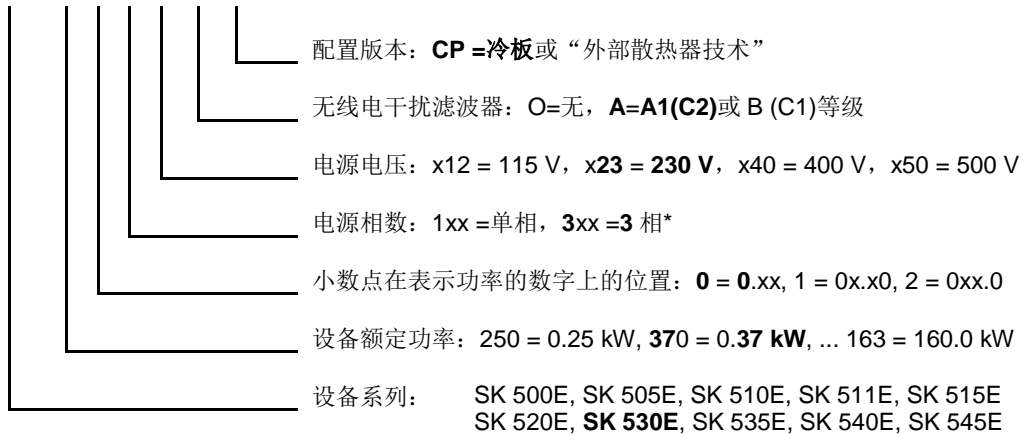 配置版本：CP =冷板或“外部散热器技术”
无线电干扰滤波器：O=无，A=A1(C2)或 B (C1)等级
电源电压：x12 = 115 V，x23 = 230 V，x40 = 400 V，x50 = 500 V
电源相数：1xx =单相，3xx =3 相*
小数点在表示功率的数字上的位置：0 = 0.xx, 1 = 0x.x0, 2 = 0xx.0
设备额定功率：250 = 0.25 kW, 370 = 0.37 kW, ... 163 = 160.0 kW
设备系列： SK 500E, SK 505E, SK 510E, SK 511E, SK 515E
SK 520E, SK 530E, SK 535E, SK 540E, SK 545E